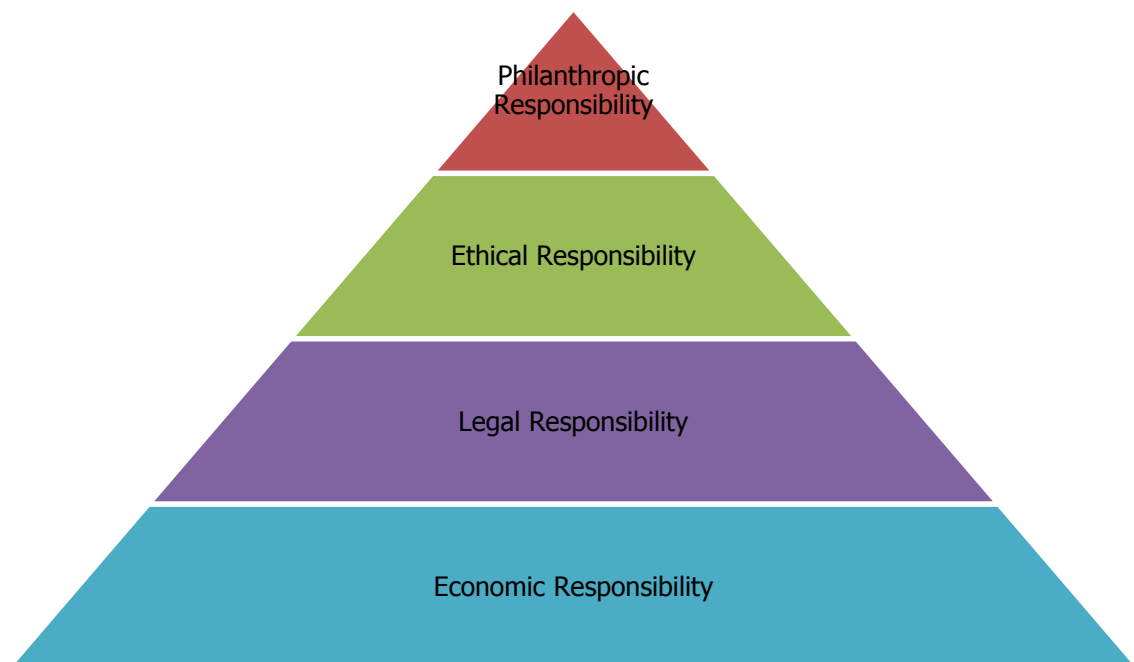 Philanthropic
Responsibility
Ethical Responsibility
Legal Responsibility
Economic Responsibility